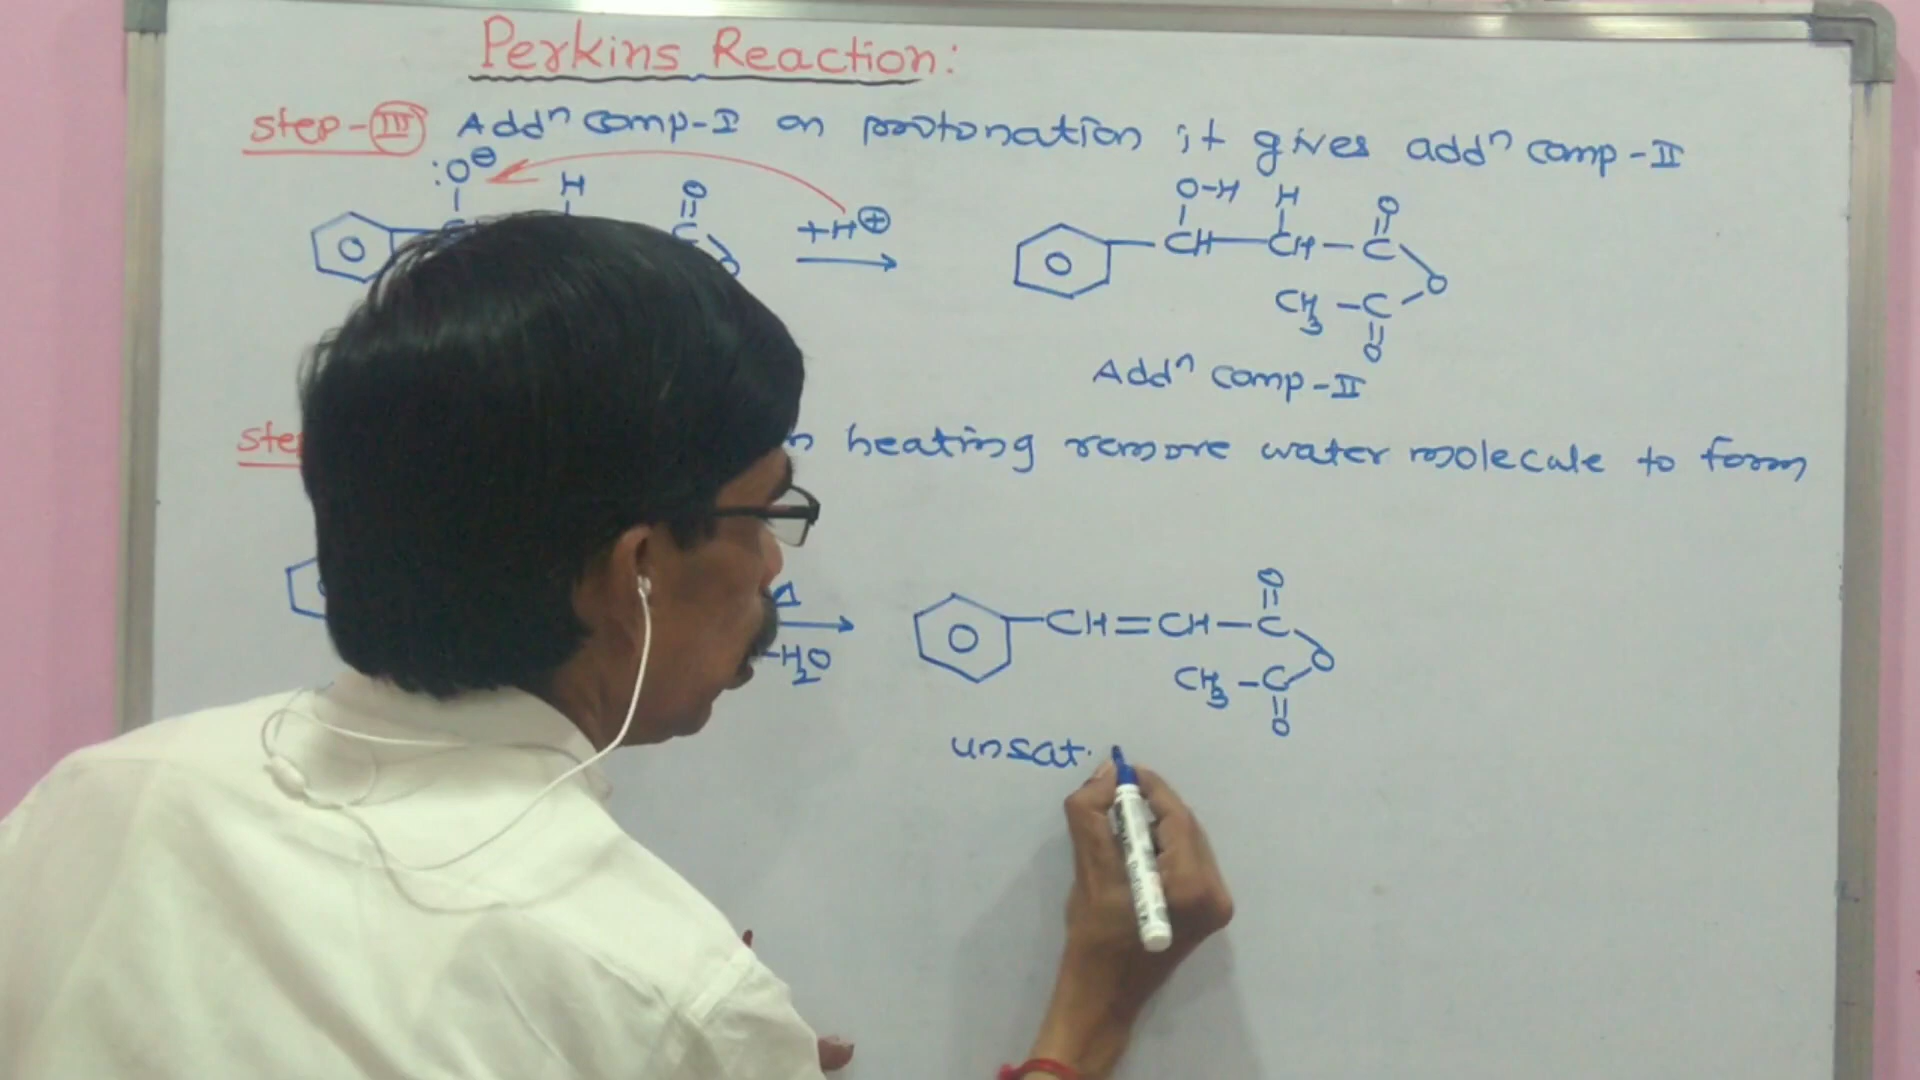 Perkins Reaction:
step-III Addⁿ comp-I on protonation it gives addⁿ comp-II
:O⊖ H O +H⊕ O-H H O
CH — CH — C
O
CH₃ — C
O
Addⁿ comp-II
heating remove water molecule to form
O
Δ CH=CH—C
-H₂O O
CH₃ — C
O
unsat.